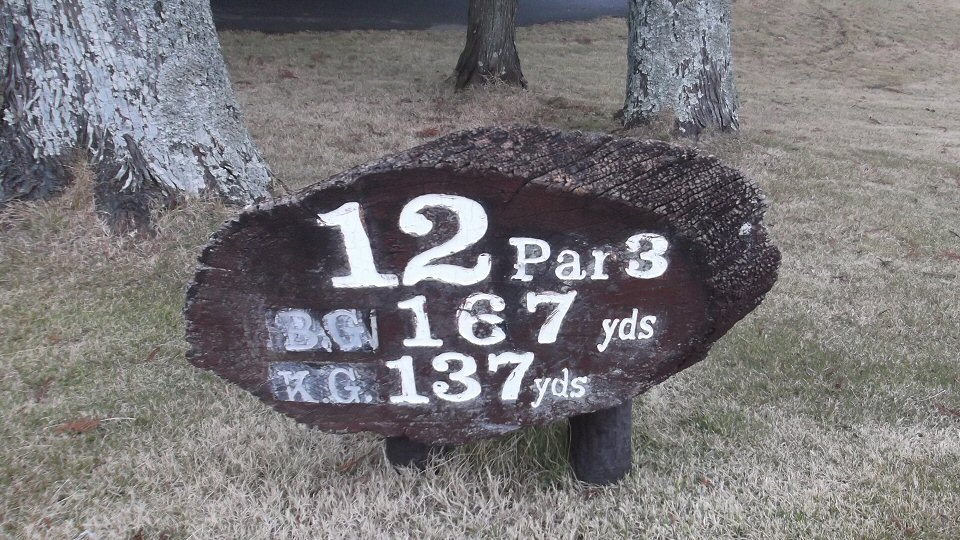 12 Par 3
B.G. 167 yds
K.G. 137 yds